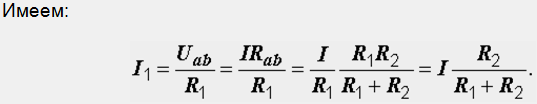 Имеем:
I₁ = U_ab / R₁ = IR_ab / R₁ = I / R₁ R₁R₂ / R₁ + R₂ = I R₂ / R₁ + R₂.